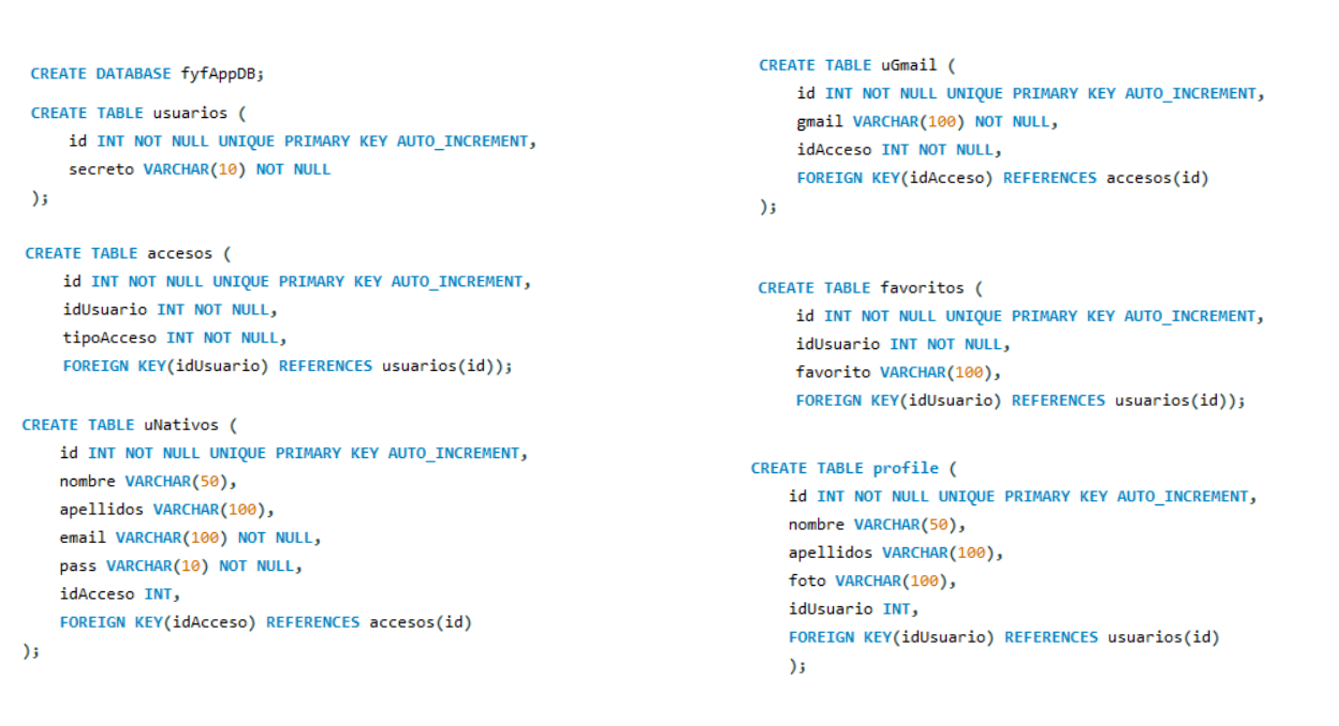 CREATE DATABASE fyfAppDB;
CREATE TABLE usuarios (
id INT NOT NULL UNIQUE PRIMARY KEY AUTO_INCREMENT,
secreto VARCHAR(10) NOT NULL
);
CREATE TABLE accesos (
id INT NOT NULL UNIQUE PRIMARY KEY AUTO_INCREMENT,
idUsuario INT NOT NULL,
tipoAcceso INT NOT NULL,
FOREIGN KEY(idUsuario) REFERENCES usuarios(id));
CREATE TABLE uNativos (
id INT NOT NULL UNIQUE PRIMARY KEY AUTO_INCREMENT,
nombre VARCHAR(50),
apellidos VARCHAR(100),
email VARCHAR(100) NOT NULL,
pass VARCHAR(10) NOT NULL,
idAcceso INT,
FOREIGN KEY(idAcceso) REFERENCES accesos(id)
);
CREATE TABLE uGmail (
id INT NOT NULL UNIQUE PRIMARY KEY AUTO_INCREMENT,
gmail VARCHAR(100) NOT NULL,
idAcceso INT NOT NULL,
FOREIGN KEY(idAcceso) REFERENCES accesos(id)
);
CREATE TABLE favoritos (
id INT NOT NULL UNIQUE PRIMARY KEY AUTO_INCREMENT,
idUsuario INT NOT NULL,
favorito VARCHAR(100),
FOREIGN KEY(idUsuario) REFERENCES usuarios(id));
CREATE TABLE profile (
id INT NOT NULL UNIQUE PRIMARY KEY AUTO_INCREMENT,
nombre VARCHAR(50),
apellidos VARCHAR(100),
foto VARCHAR(100),
idUsuario INT,
FOREIGN KEY(idUsuario) REFERENCES usuarios(id)
);